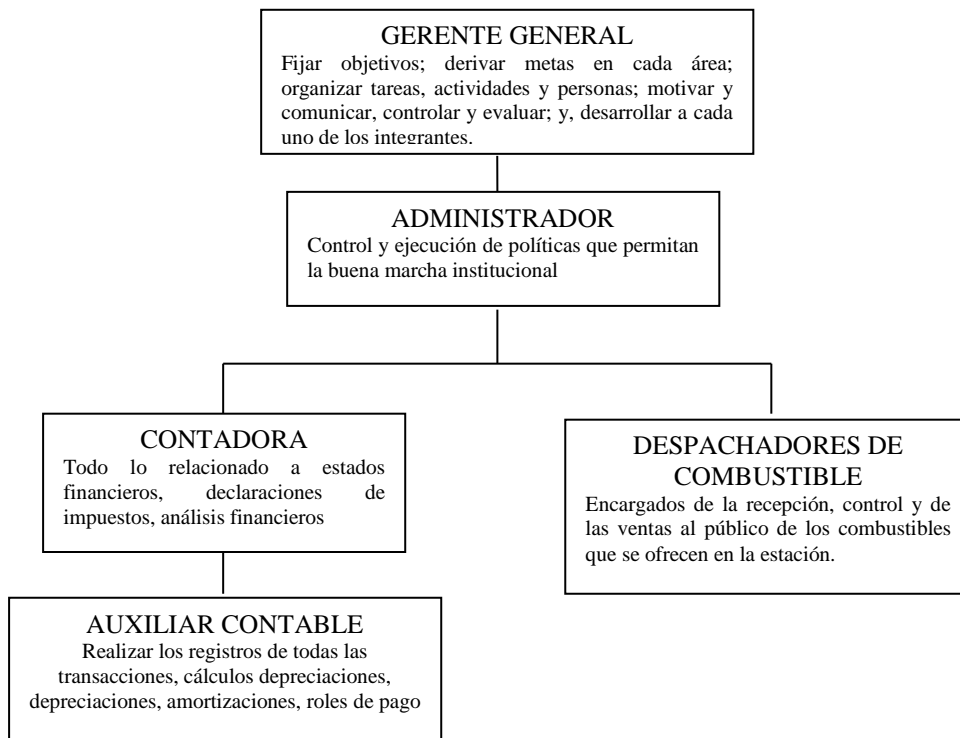 GERENTE GENERAL
Fijar objetivos; derivar metas en cada área;
organizar tareas, actividades y personas; motivar y
comunicar, controlar y evaluar; y, desarrollar a cada
uno de los integrantes.
ADMINISTRADOR
Control y ejecución de políticas que permitan
la buena marcha institucional
CONTADORA
Todo lo relacionado a estados
financieros, declaraciones de
impuestos, análisis financieros
DESPACHADORES DE
COMBUSTIBLE
Encargados de la recepción, control y de
las ventas al público de los combustibles
que se ofrecen en la estación.
AUXILIAR CONTABLE
Realizar los registros de todas las
transacciones, cálculos depreciaciones,
depreciaciones, amortizaciones, roles de pago